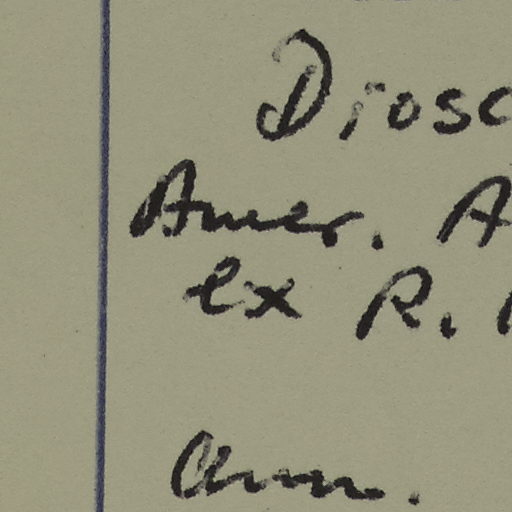 Diosc
Amer. A
ex R.
Ann.